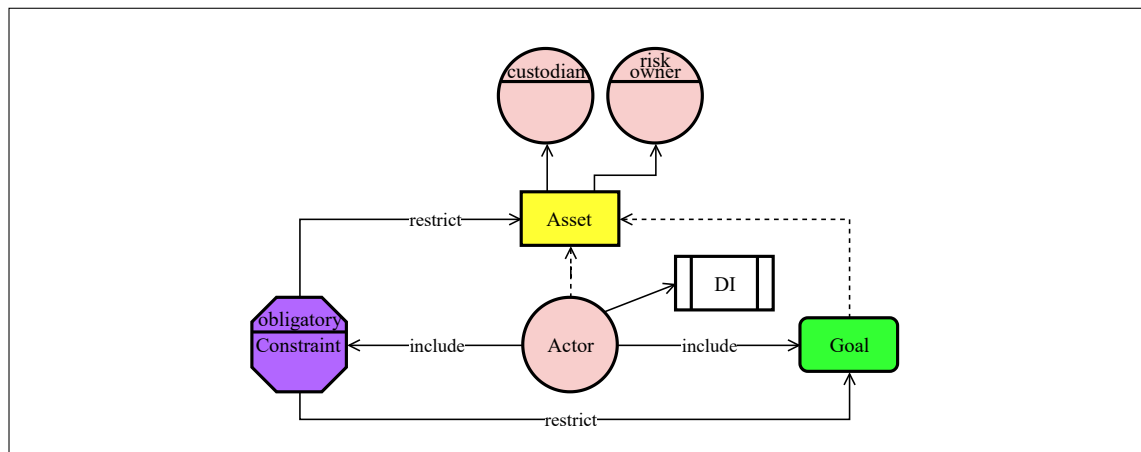 custodian
risk
owner
restrict
Asset
DI
obligatory
Constraint
include
Actor
include
Goal
restrict